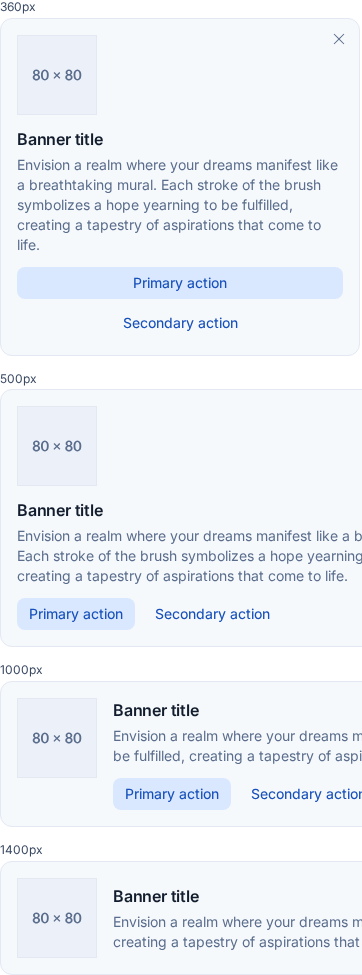 360px
80 × 80
Banner title
Envision a realm where your dreams manifest like
a breathtaking mural. Each stroke of the brush
symbolizes a hope yearning to be fulfilled,
creating a tapestry of aspirations that come to
life.
Primary action
Secondary action
500px
80 × 80
Banner title
Envision a realm where your dreams manifest like a b
Each stroke of the brush symbolizes a hope yearning
creating a tapestry of aspirations that come to life.
Primary action Secondary action
1000px
80 × 80
Banner title
Envision a realm where your dreams m
be fulfilled, creating a tapestry of aspi
Primary action Secondary action
1400px
80 × 80
Banner title
Envision a realm where your dreams m
creating a tapestry of aspirations that